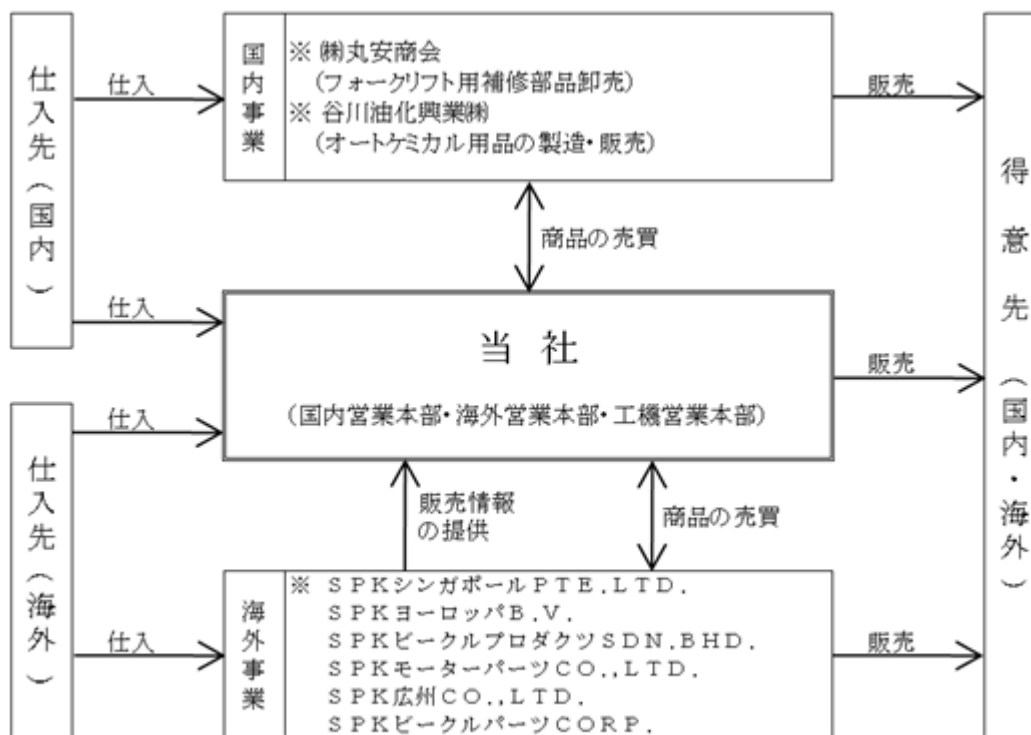 仕入先(国内)
仕入
国内事業
※ ㈱丸安商会
(フォークリフト用補修部品卸売)
※ 谷川油化興業㈱
(オートケミカル用品の製造・販売)
販売
得意先(国内・海外)
商品の売買
仕入
当 社
(国内営業本部・海外営業本部・工機営業本部)
販売
仕入先(海外)
仕入
販売情報
の提供
商品の売買
仕入
海外事業
※ SPKシンガポールPTE.LTD.
SPKヨーロッパB.V.
SPKビークルプロダクツSDN.BHD.
SPKモーターパーツCO.,LTD.
SPK広州CO.,LTD.
SPKビークルパーツCORP.
販売